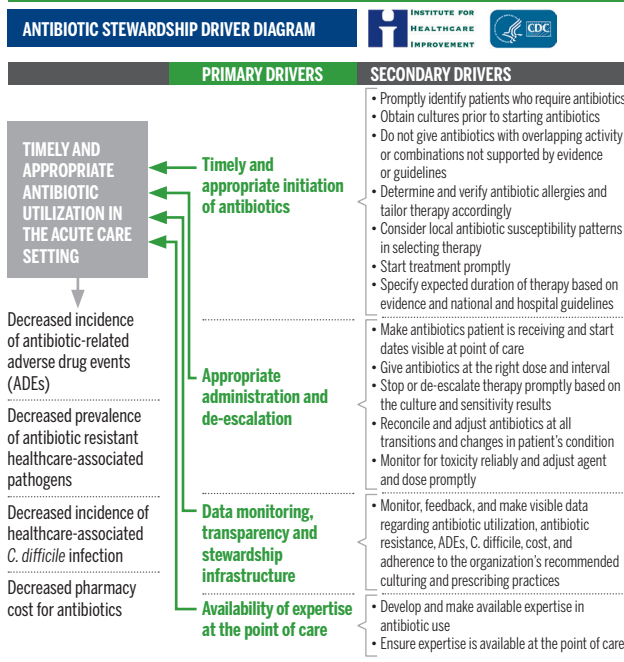 ANTIBIOTIC STEWARDSHIP DRIVER DIAGRAM
INSTITUTE FOR
HEALTHCARE
IMPROVEMENT
CDC
PRIMARY DRIVERS
SECONDARY DRIVERS
TIMELY AND
APPROPRIATE
ANTIBIOTIC
UTILIZATION IN
THE ACUTE CARE
SETTING
Decreased incidence
of antibiotic-related
adverse drug events
(ADEs)
Decreased prevalence
of antibiotic resistant
healthcare-associated
pathogens
Decreased incidence of
healthcare-associated
C. difficile infection
Decreased pharmacy
cost for antibiotics
Timely and
appropriate initiation
of antibiotics
• Promptly identify patients who require antibiotics
• Obtain cultures prior to starting antibiotics
• Do not give antibiotics with overlapping activity
or combinations not supported by evidence
or guidelines
• Determine and verify antibiotic allergies and
tailor therapy accordingly
• Consider local antibiotic susceptibility patterns
in selecting therapy
• Start treatment promptly
• Specify expected duration of therapy based on
evidence and national and hospital guidelines
Appropriate
administration and
de-escalation
• Make antibiotics patient is receiving and start
dates visible at point of care
• Give antibiotics at the right dose and interval
• Stop or de-escalate therapy promptly based on
the culture and sensitivity results
• Reconcile and adjust antibiotics at all
transitions and changes in patient's condition
• Monitor for toxicity reliably and adjust agent
and dose promptly
Data monitoring,
transparency and
stewardship
infrastructure
• Monitor, feedback, and make visible data
regarding antibiotic utilization, antibiotic
resistance, ADEs, C. difficile, cost, and
adherence to the organization's recommended
culturing and prescribing practices
Availability of expertise
at the point of care
• Develop and make available expertise in
antibiotic use
• Ensure expertise is available at the point of care